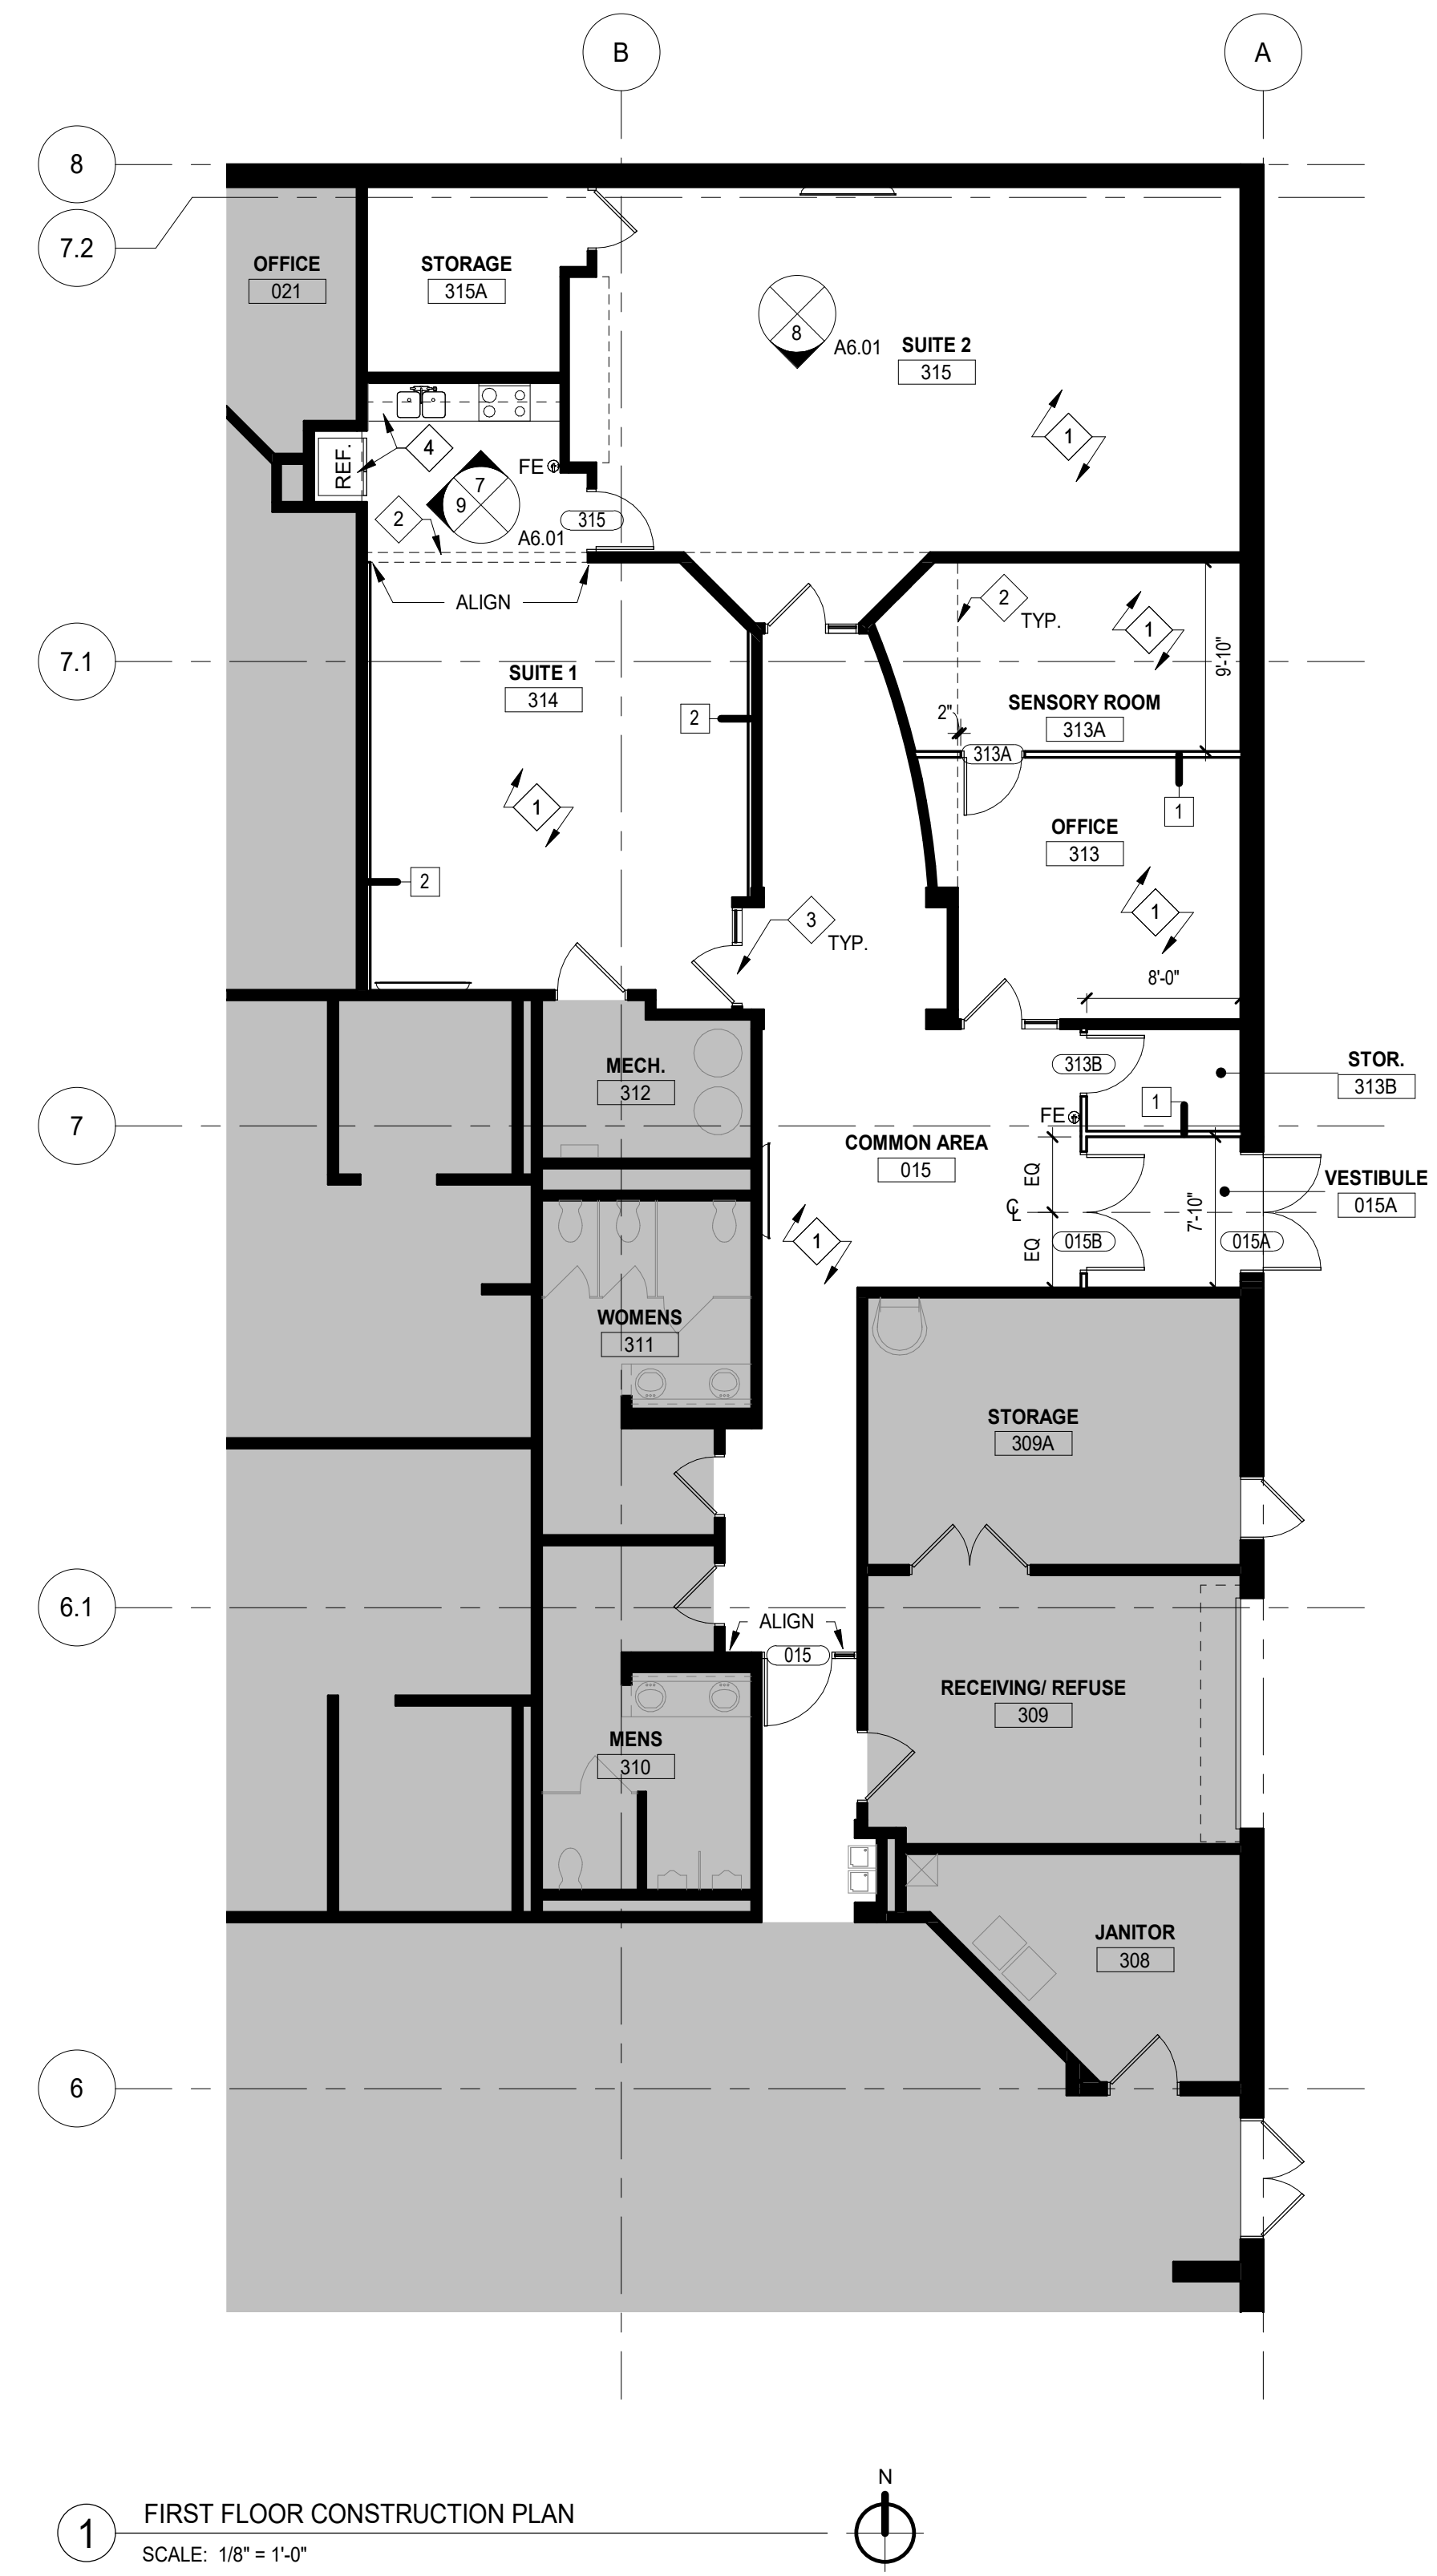 B
A
8
7.2
OFFICE
021
STORAGE
315A
8
A6.01
SUITE 2
315
1
4
REF.
FE
7
9
2
315
A6.01
ALIGN
2
TYP.
1
9'-10"
7.1
SUITE 1
314
2
SENSORY ROOM
313A
2"
313A
1
1
OFFICE
313
2
1
3
TYP.
8'-0"
MECH.
312
313B
STOR.
313B
1
FE
7
COMMON AREA
015
EQ
VESTIBULE
015A
CL
7'-10"
EQ
015B
015A
1
WOMENS
311
STORAGE
309A
6.1
ALIGN
015
RECEIVING/ REFUSE
309
MENS
310
JANITOR
308
6
N
1
FIRST FLOOR CONSTRUCTION PLAN
SCALE: 1/8" = 1'-0"